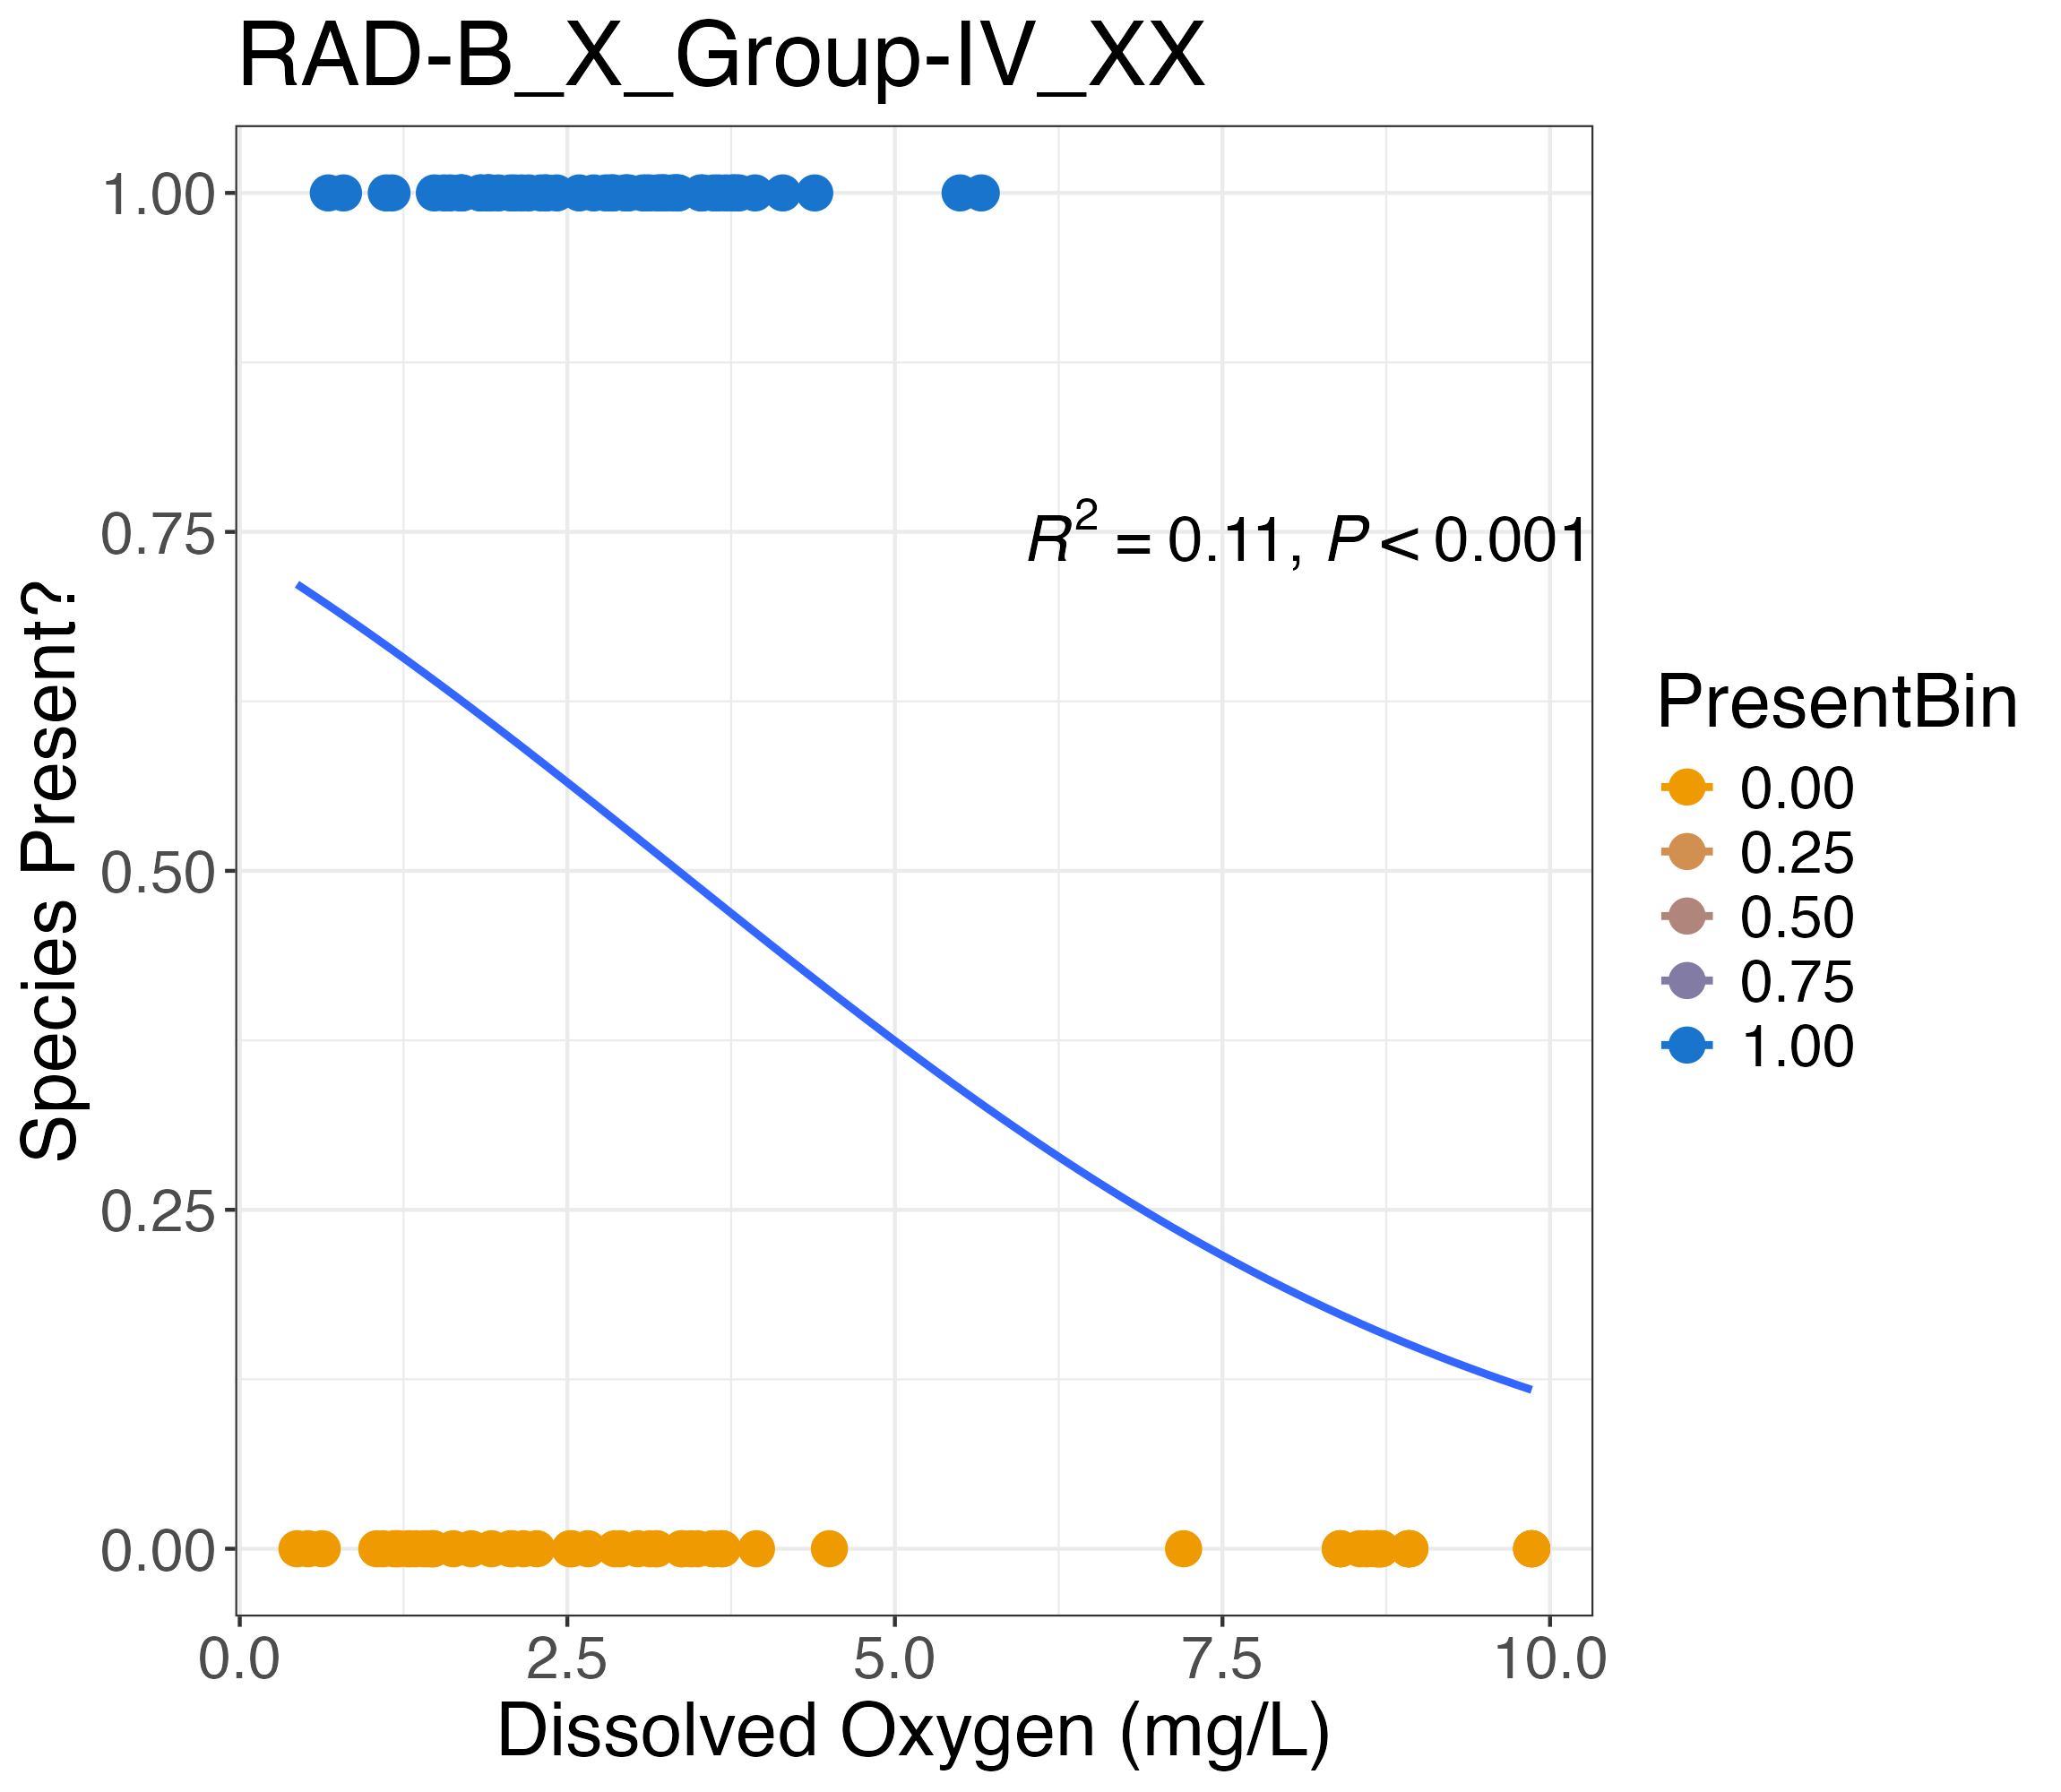 RAD-B_X_Group-IV_XX
1.00
0.75
0.50
0.25
0.00
Species Present?
R² = 0.11, P < 0.001
0.0 2.5 5.0 7.5 10.0
Dissolved Oxygen (mg/L)
PresentBin
0.00
0.25
0.50
0.75
1.00